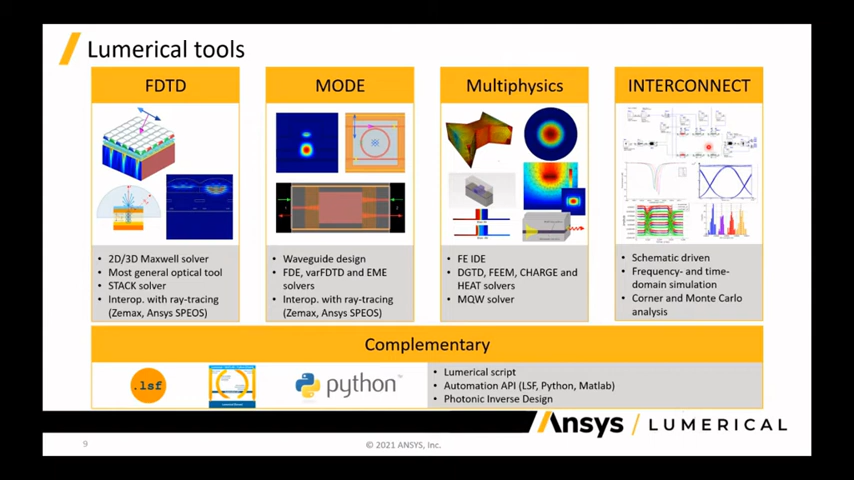 Lumerical tools
FDTD
• 2D/3D Maxwell solver
• Most general optical tool
• STACK solver
• Interop. with ray-tracing
(Zemax, Ansys SPEOS)
MODE
• Waveguide design
• FDE, varFDTD and EME
solvers
• Interop. with ray-tracing
(Zemax, Ansys SPEOS)
Multiphysics
• FE IDE
• DGTD, FEEM, CHARGE and
HEAT solvers
• MQW solver
INTERCONNECT
• Schematic driven
• Frequency- and time-
domain simulation
• Corner and Monte Carlo
analysis
Complementary
.lsf
python™
• Lumerical script
• Automation API (LSF, Python, Matlab)
• Photonic Inverse Design
Ansys / LUMERICAL
9
© 2021 ANSYS, Inc.